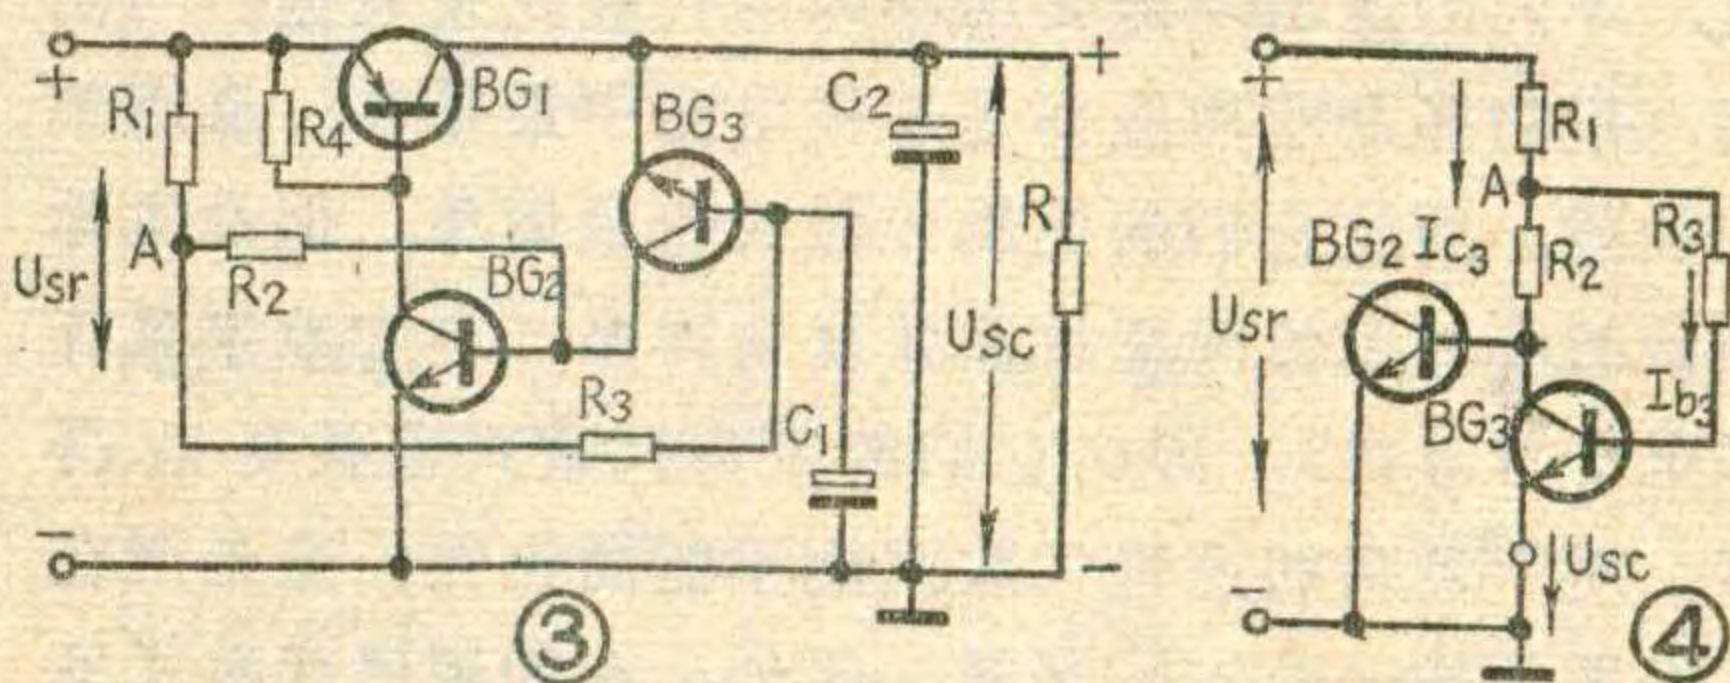 +
R₁
R₄
BG₁
BG₃
C₂
+
Usr
A
R₂
BG₂
Usc
R
R₃
C₁
−
−
③
+
R₁
A
Ic₃
R₃
BG₂
R₂
Usr
Ib₃
BG₃
Usc
−
④